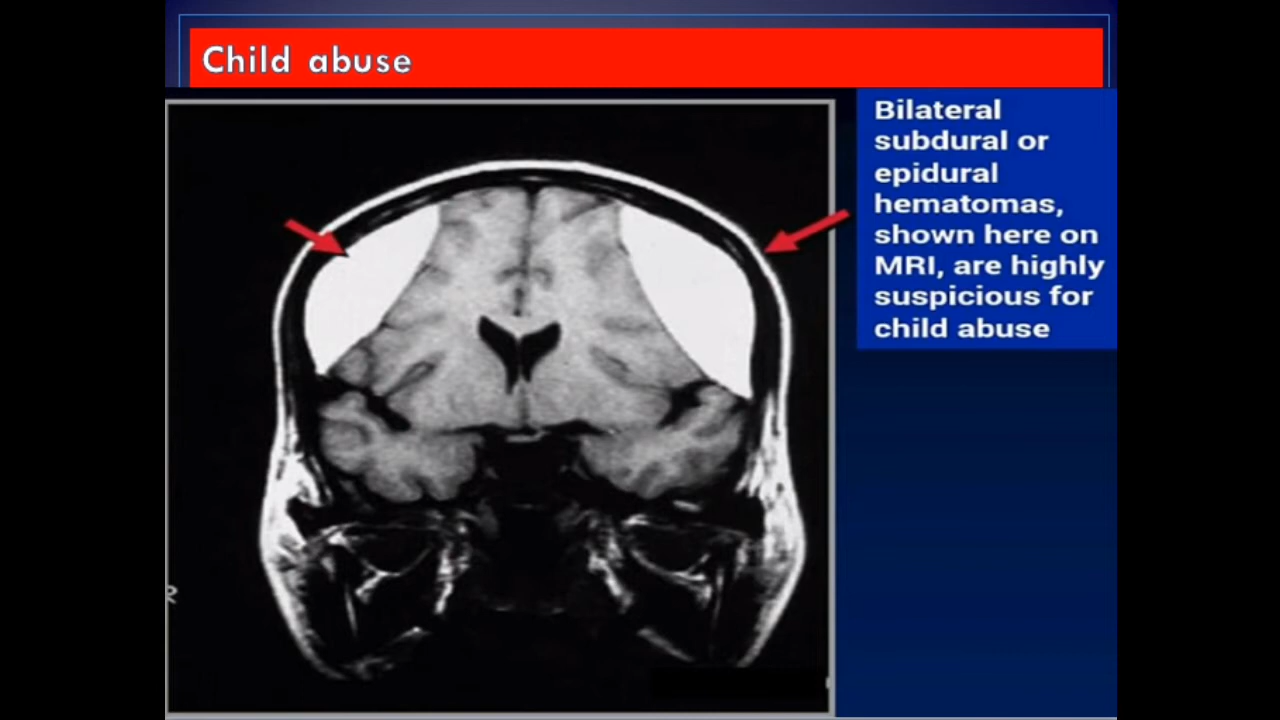 Child abuse
Bilateral
subdural or
epidural
hematomas,
shown here on
MRI, are highly
suspicious for
child abuse
R